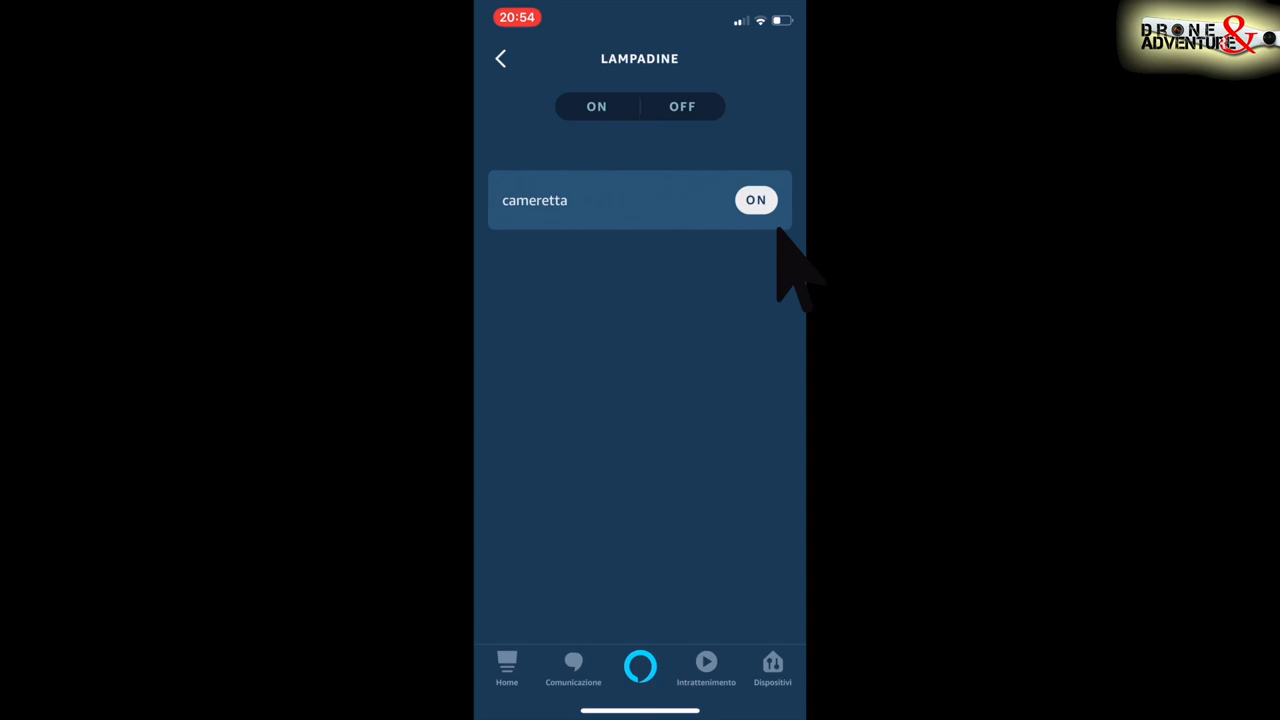 20:54
LAMPADINE
ON OFF
cameretta ON
Home Comunicazione Intrattenimento Dispositivi
DRONE &
ADVENTURE